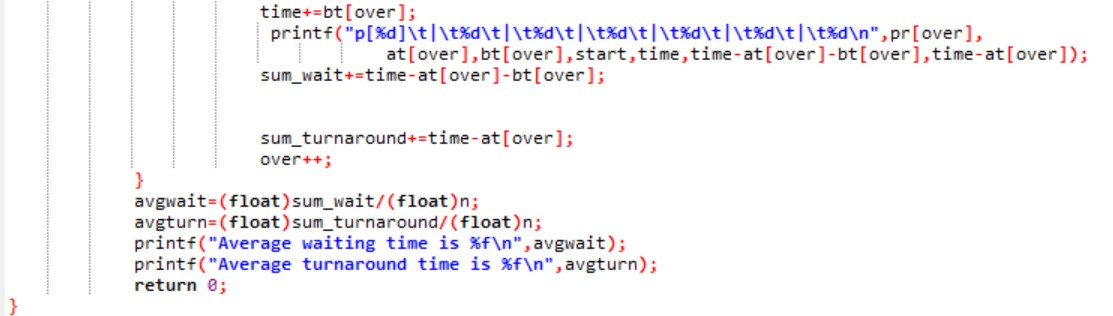 time+=bt[over];
printf("p[%d]\t|\t%d\t|\t%d\t|\t%d\t|\t%d\t|\t%d\t|\t%d\n",pr[over],
at[over],bt[over],start,time,time-at[over]-bt[over],time-at[over]);
sum_wait+=time-at[over]-bt[over];
sum_turnaround+=time-at[over];
over++;
}
avgwait=(float)sum_wait/(float)n;
avgturn=(float)sum_turnaround/(float)n;
printf("Average waiting time is %f\n",avgwait);
printf("Average turnaround time is %f\n",avgturn);
return 0;
}